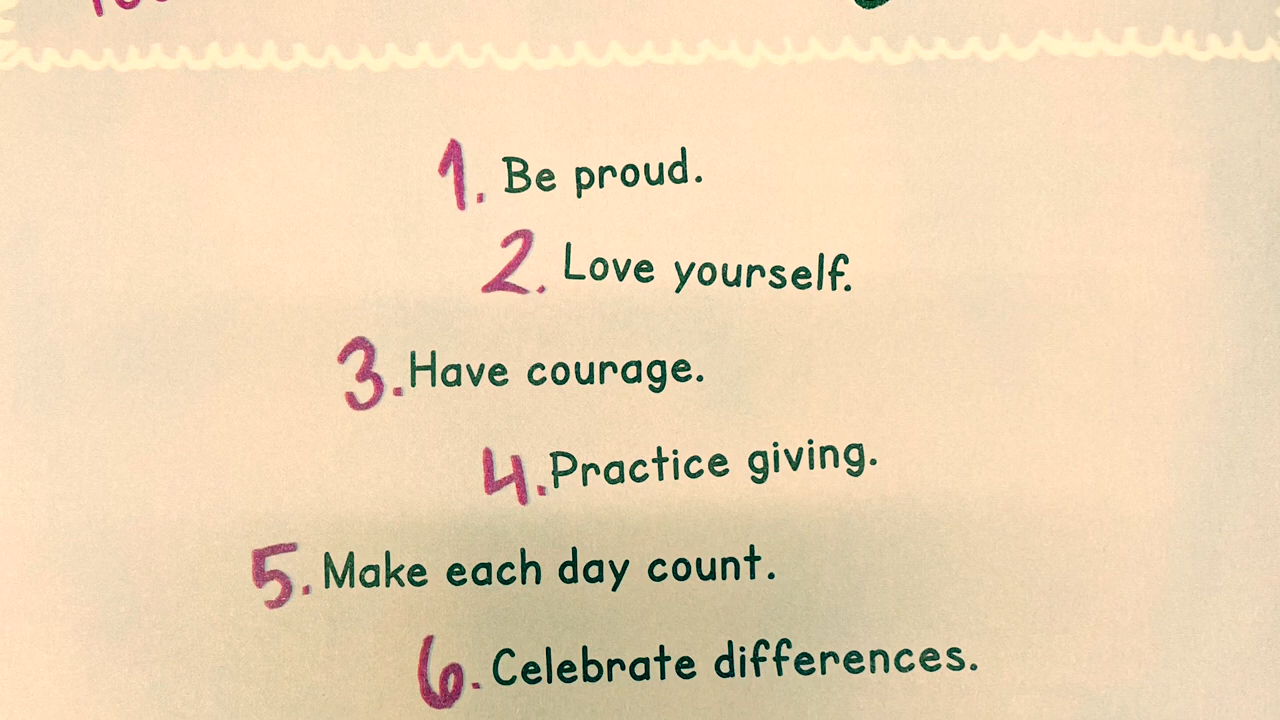 1. Be proud.
2. Love yourself.
3. Have courage.
4. Practice giving.
5. Make each day count.
6. Celebrate differences.